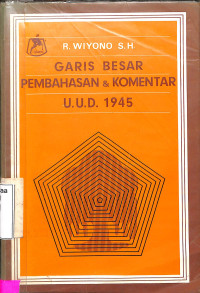 R. WIYONO S.H
GARIS BESAR
PEMBAHASAN & KOMENTAR
U.U.D. 1945